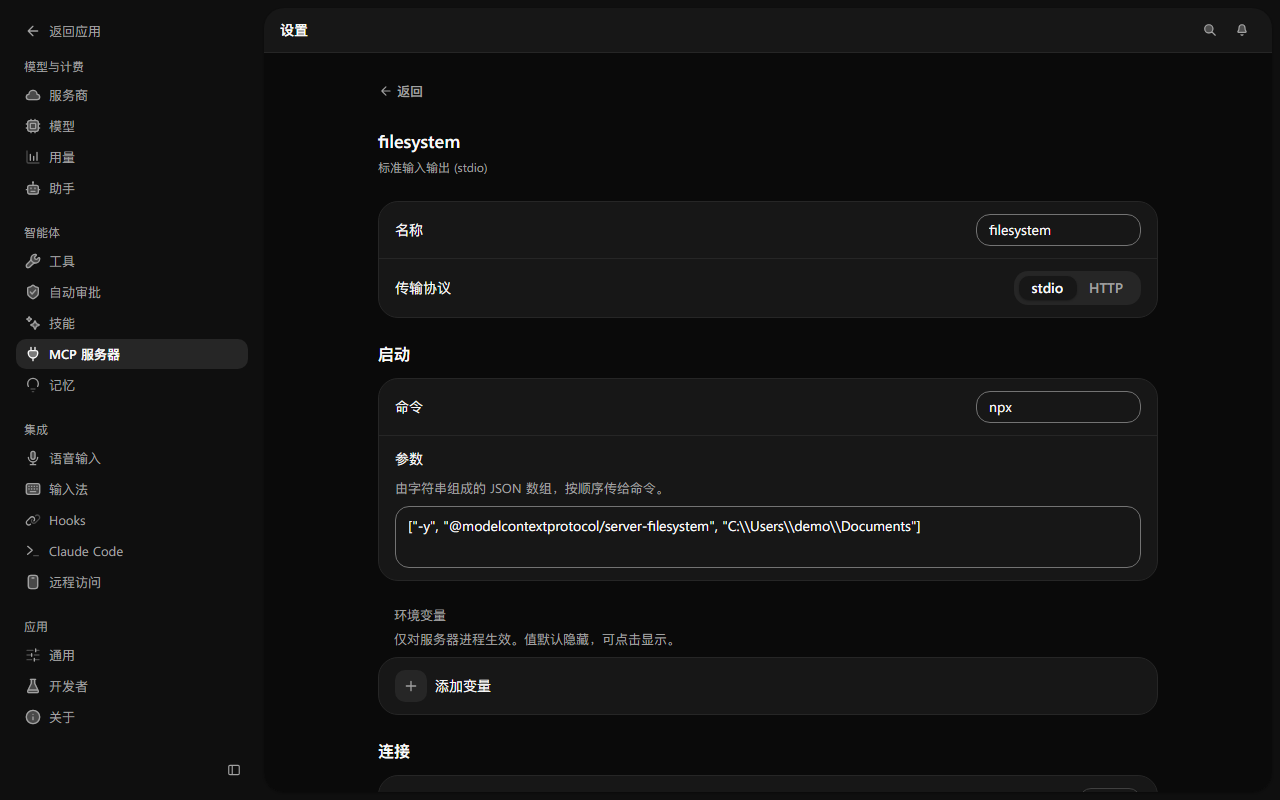 返回应用
模型与计费
服务商
模型
用量
助手
智能体
工具
自动审批
技能
MCP 服务器
记忆
集成
语音输入
输入法
Hooks
Claude Code
远程访问
应用
通用
开发者
关于
设置
返回
filesystem
标准输入输出 (stdio)
名称
filesystem
传输协议
stdio HTTP
启动
命令
npx
参数
由字符串组成的 JSON 数组，按顺序传给命令。
["-y", "@modelcontextprotocol/server-filesystem", "C:\\Users\\demo\\Documents"]
环境变量
仅对服务器进程生效。值默认隐藏，可点击显示。
添加变量
连接